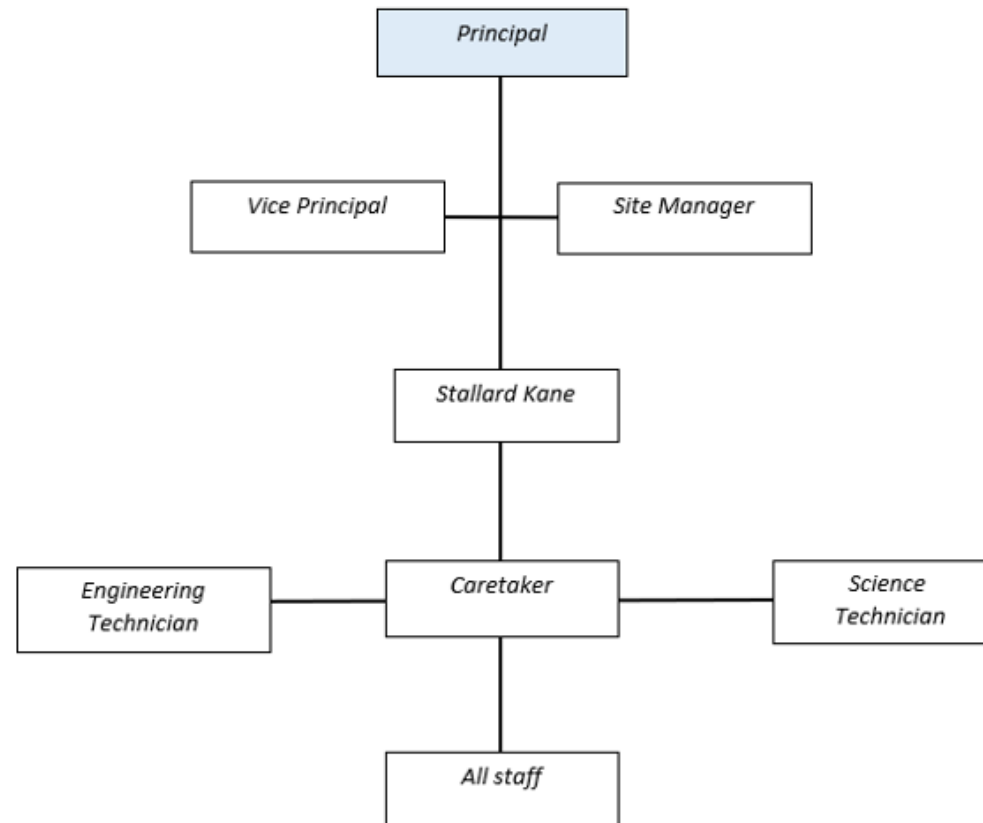 Principal
Vice Principal
Site Manager
Stallard Kane
Engineering
Technician
Caretaker
Science
Technician
All staff